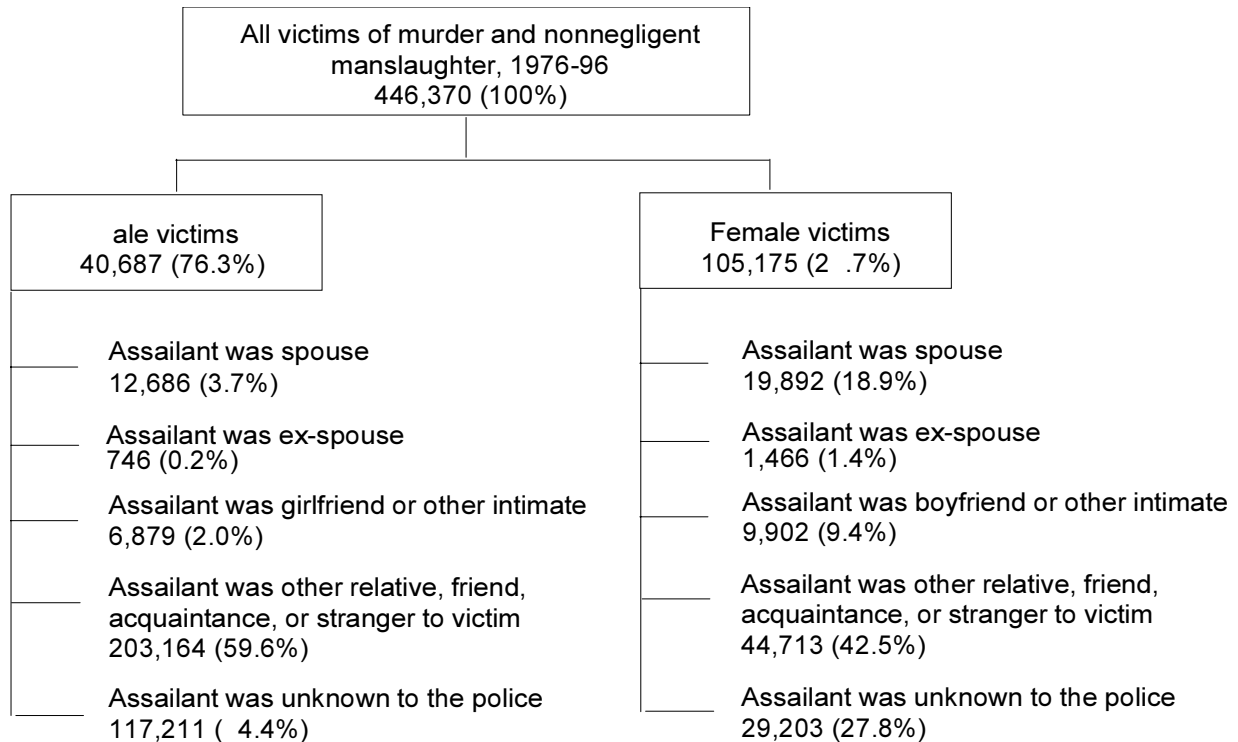 All victims of murder and nonnegligent
manslaughter, 1976-96
446,370 (100%)
ale victims
40,687 (76.3%)
Female victims
105,175 (2 .7%)
Assailant was spouse
12,686 (3.7%)
Assailant was ex-spouse
746 (0.2%)
Assailant was girlfriend or other intimate
6,879 (2.0%)
Assailant was other relative, friend,
acquaintance, or stranger to victim
203,164 (59.6%)
Assailant was unknown to the police
117,211 ( 4.4%)
Assailant was spouse
19,892 (18.9%)
Assailant was ex-spouse
1,466 (1.4%)
Assailant was boyfriend or other intimate
9,902 (9.4%)
Assailant was other relative, friend,
acquaintance, or stranger to victim
44,713 (42.5%)
Assailant was unknown to the police
29,203 (27.8%)